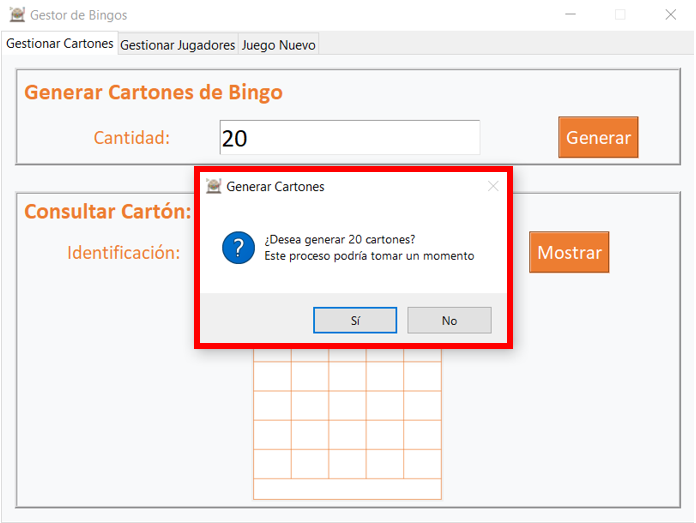 Gestor de Bingos
Gestionar Cartones Gestionar Jugadores Juego Nuevo
Generar Cartones de Bingo
Cantidad: 20 Generar
Generar Cartones
Consultar Cartón:
¿Desea generar 20 cartones?
Este proceso podría tomar un momento
Identificación: Mostrar
Sí No